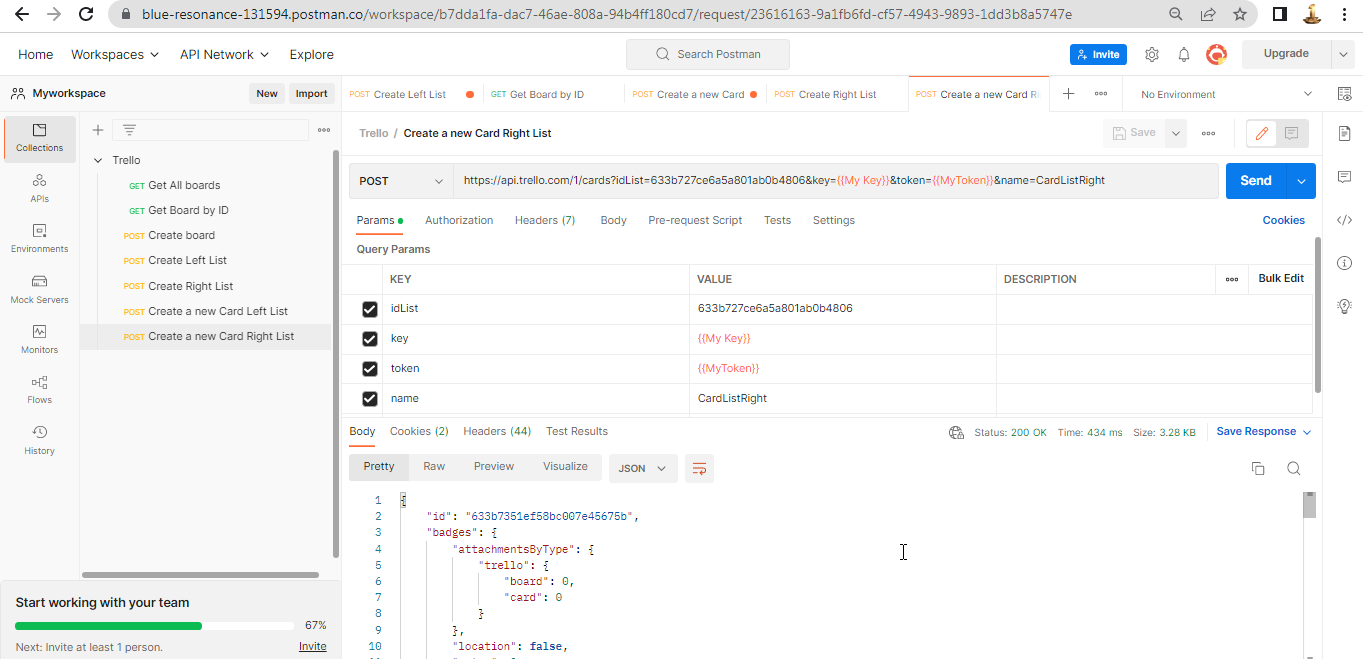 blue-resonance-131594.postman.co/workspace/b7dda1fa-dac7-46ae-808a-94b4ff180cd7/request/23616163-9a1fb6fd-cf57-4943-9893-1dd3b8a5747e
Home Workspaces API Network Explore Search Postman Invite Upgrade
Myworkspace New Import
POST Create Left List GET Get Board by ID POST Create a new Card POST Create Right List POST Create a new Card Ri No Environment
Trello / Create a new Card Right List Save
Collections
APIs
Environments
Mock Servers
Monitors
Flows
History
Trello
GET Get All boards
GET Get Board by ID
POST Create board
POST Create Left List
POST Create Right List
POST Create a new Card Left List
POST Create a new Card Right List
POST https://api.trello.com/1/cards?idList=633b727ce6a5a801ab0b4806&key={{My Key}}&token={{MyToken}}&name=CardListRight Send
Params Authorization Headers (7) Body Pre-request Script Tests Settings Cookies
Query Params
KEY VALUE DESCRIPTION Bulk Edit
idList 633b727ce6a5a801ab0b4806
key {{My Key}}
token {{MyToken}}
name CardListRight
Body Cookies (2) Headers (44) Test Results Status: 200 OK Time: 434 ms Size: 3.28 KB Save Response
Pretty Raw Preview Visualize JSON
1 {
2 "id": "633b7351ef58bc007e45675b",
3 "badges": {
4 "attachmentsByType": {
5 "trello": {
6 "board": 0,
7 "card": 0
8 }
9 },
10 "location": false,
Start working with your team
67%
Next: Invite at least 1 person. Invite